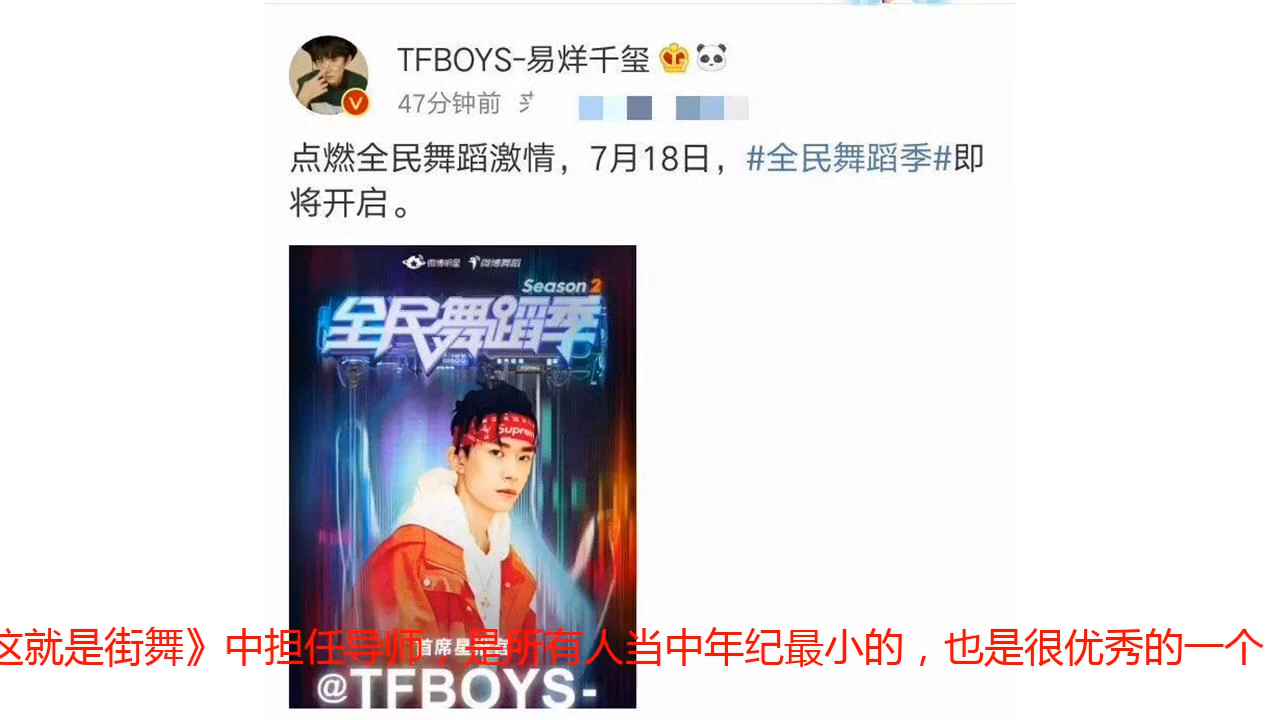 TFBOYS-易烊千玺
47分钟前
点燃全民舞蹈激情，7月18日，#全民舞蹈季#即
将开启。
微博明星 微博舞蹈
Season 2
全民舞蹈季
Supreme
首席星推官
这就是街舞》中担任导师，是所有人当中年纪最小的，也是很优秀的一个
@TFBOYS-